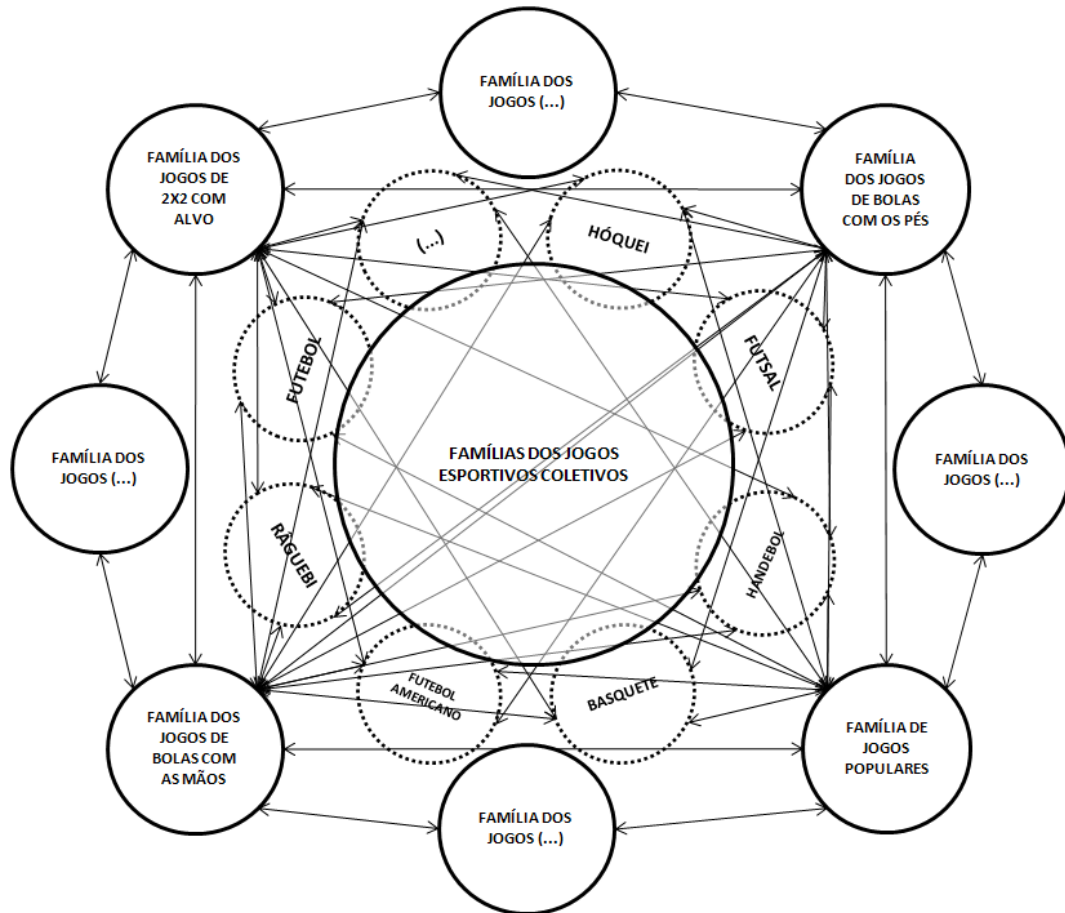 FAMÍLIA DOS
JOGOS (...)
FAMÍLIA DOS
JOGOS DE
2X2 COM
ALVO
FAMÍLIA
DOS JOGOS
DE BOLAS
COM OS PÉS
(...)
HÓQUEI
FUTEBOL
FUTSAL
FAMÍLIAS DOS JOGOS
ESPORTIVOS COLETIVOS
FAMÍLIA DOS
JOGOS (...)
FAMÍLIA DOS
JOGOS (...)
RÂGUEBI
HANDEBOL
FUTEBOL
AMERICANO
BASQUETE
FAMÍLIA DOS
JOGOS DE
BOLAS COM
AS MÃOS
FAMÍLIA DE
JOGOS
POPULARES
FAMÍLIA DOS
JOGOS (...)